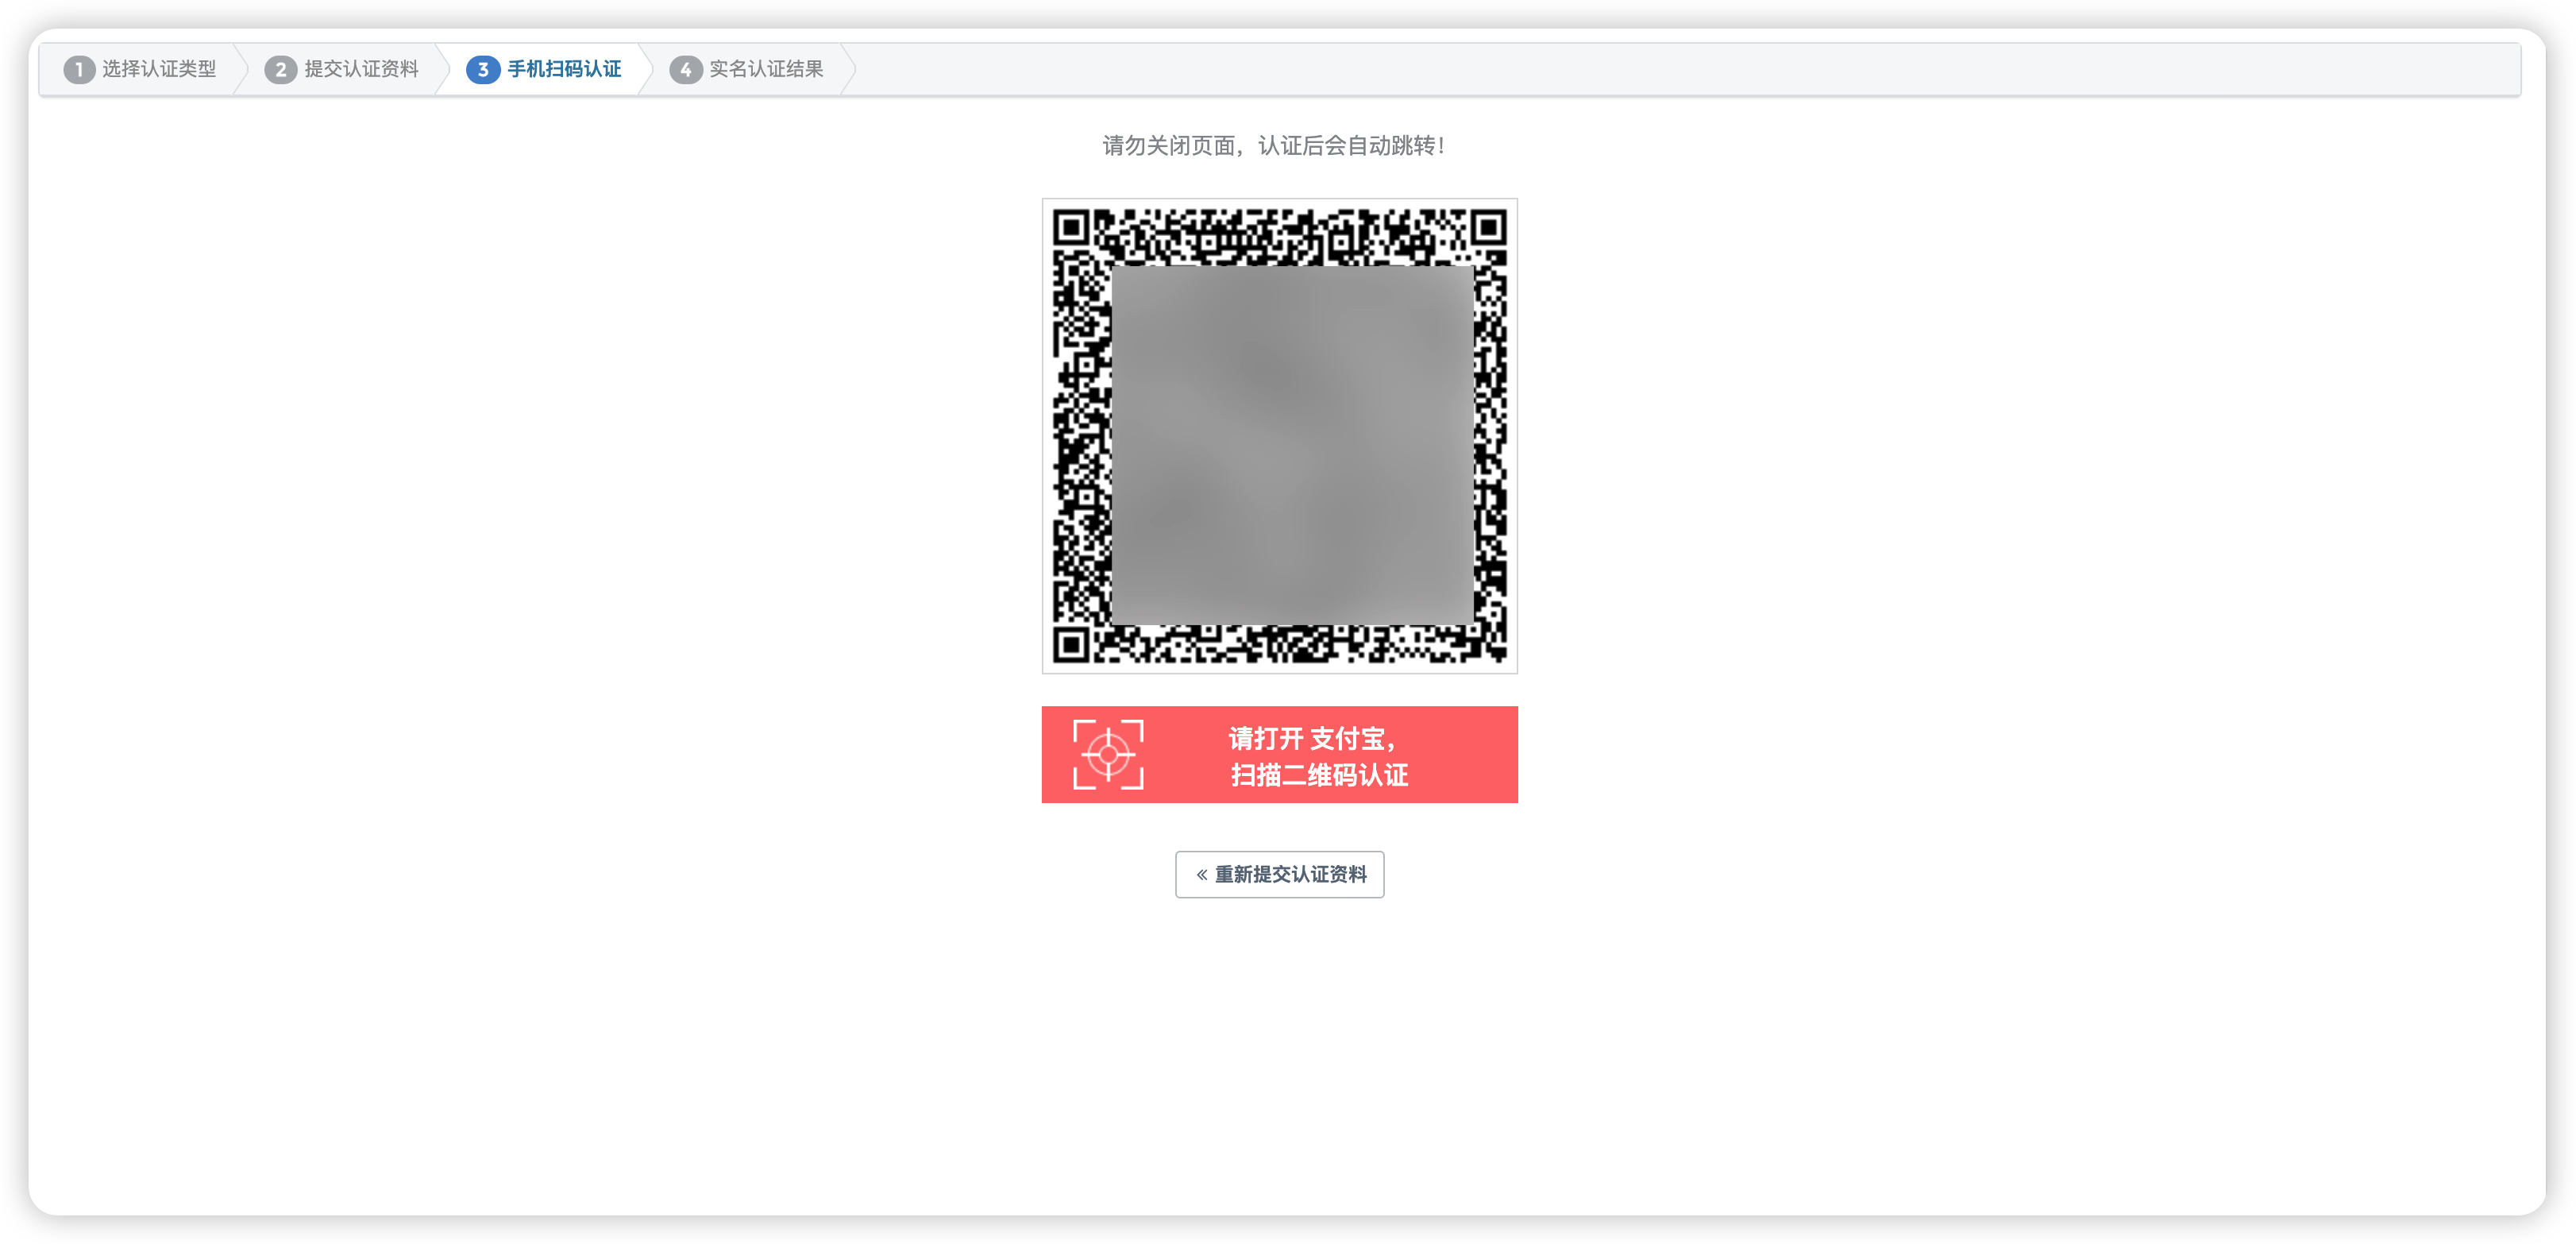 1 选择认证类型 2 提交认证资料 3 手机扫码认证 4 实名认证结果
请勿关闭页面，认证后会自动跳转！
请打开 支付宝，
扫描二维码认证
« 重新提交认证资料